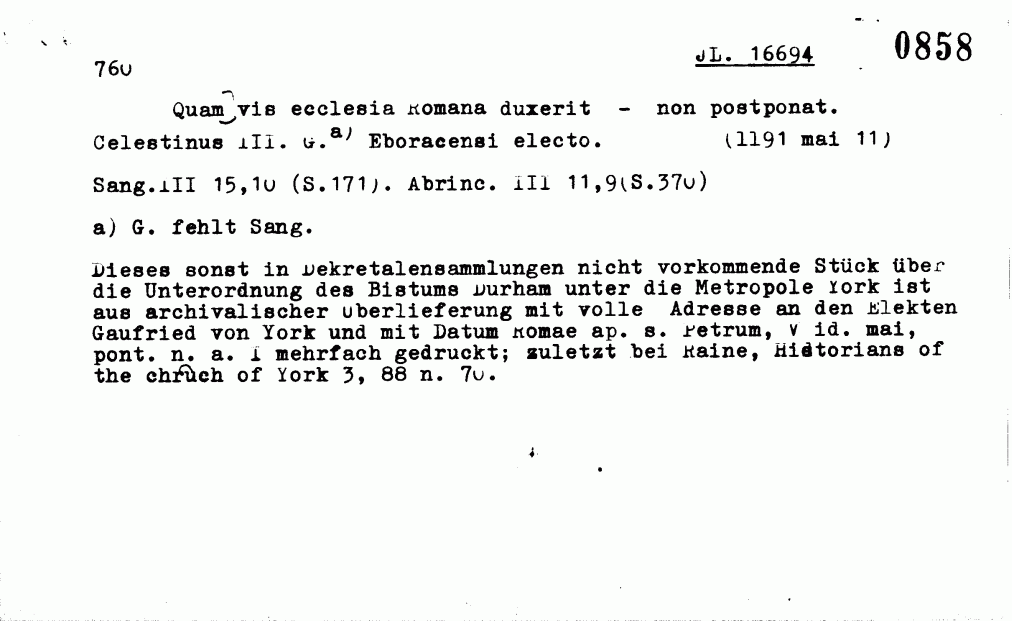 760
JL. 16694
0858
Quam vis ecclesia Romana duxerit - non postponat.
Celestinus III. G.a) Eboracensi electo. (1191 mai 11)
Sang.III 15,10 (S.171). Abrinc. III 11,9(S.370)
a) G. fehlt Sang.
Dieses sonst in Dekretalensammlungen nicht vorkommende Stück über
die Unterordnung des Bistums Durham unter die Metropole York ist
aus archivalischer Uberlieferung mit volle Adresse an den Elekten
Gaufried von York und mit Datum Romae ap. s. Petrum, V id. mai,
pont. n. a. I mehrfach gedruckt; zuletzt bei Raine, Historians of
the chruch of York 3, 88 n. 70.